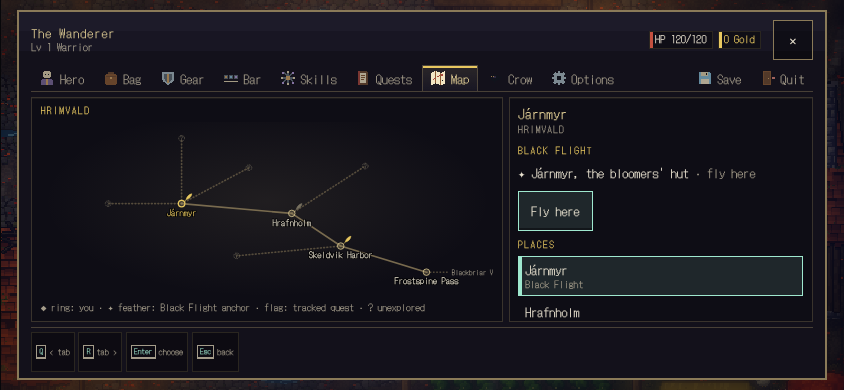 The Wanderer
Lv 1 Warrior
HP 120/120
0 Gold
×
Hero
Bag
Gear
Bar
Skills
Quests
Map
Crow
Options
Save
Quit
HRIMVALD
Járnmyr
Hrafnholm
Skeldvik Harbor
Frostspine Pass
Blackbriar V
◆ ring: you · ✦ feather: Black Flight anchor · flag: tracked quest · ? unexplored
Járnmyr
HRIMVALD
BLACK FLIGHT
✦ Járnmyr, the bloomers' hut · fly here
Fly here
PLACES
Járnmyr
Black Flight
Hrafnholm
Q < tab
R tab >
Enter choose
Esc back